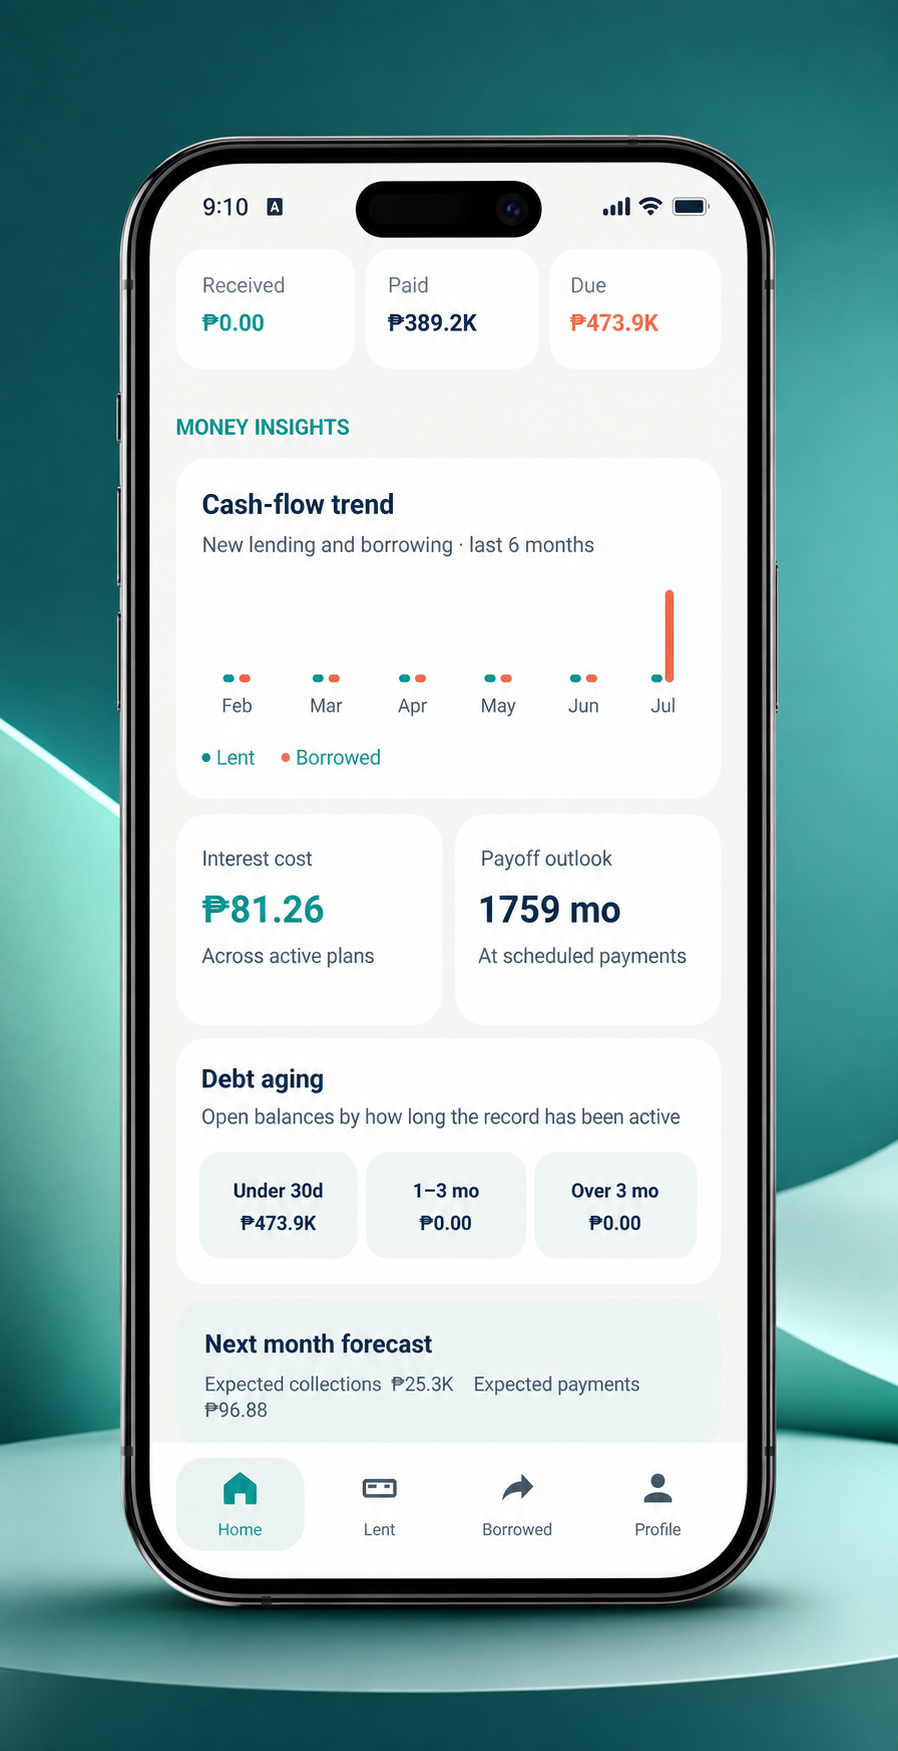 9:10 A
Received Paid Due
₱0.00 ₱389.2K ₱473.9K
MONEY INSIGHTS
Cash-flow trend
New lending and borrowing · last 6 months
Feb Mar Apr May Jun Jul
Lent Borrowed
Interest cost
₱81.26
Across active plans
Payoff outlook
1759 mo
At scheduled payments
Debt aging
Open balances by how long the record has been active
Under 30d 1–3 mo Over 3 mo
₱473.9K ₱0.00 ₱0.00
Next month forecast
Expected collections ₱25.3K Expected payments
₱96.88
Home Lent Borrowed Profile